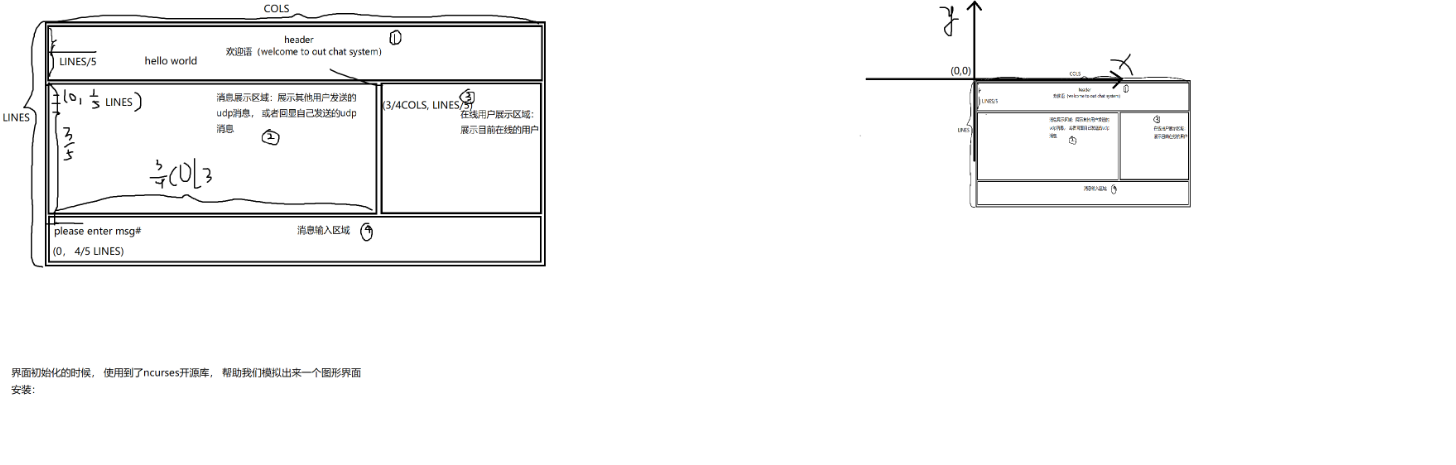 COLS
header
①
欢迎语（welcome to out chat system）
LINES/5
hello world
LINES
(0, 1/5 LINES)
消息展示区域：展示其他用户发送的
udp消息， 或者回显自己发送的udp
消息
②
3/5
3/4 COLS
③
(3/4COLS, LINES/5)
在线用户展示区域：
展示目前在线的用户
please enter msg#
消息输入区域
④
(0， 4/5 LINES)
界面初始化的时候， 使用到了ncurses开源库， 帮助我们模拟出来一个图形界面
安装：
y
(0,0)
x
COLS
header
①
欢迎语（welcome to out chat system）
LINES/5
LINES
消息展示区域：展示其他用户发送的
udp消息， 或者回显自己发送的udp
消息
②
③
在线用户展示区域：
展示目前在线的用户
消息输入区域
④